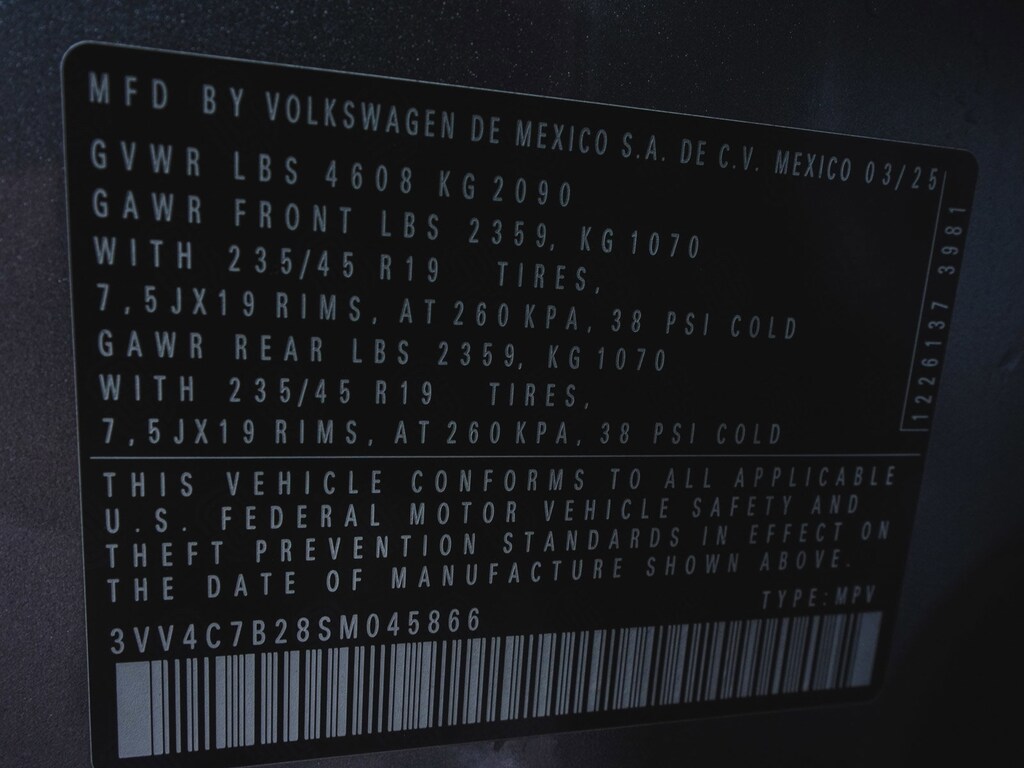 MFD BY VOLKSWAGEN DE MEXICO S.A. DE C.V. MEXICO 03/25
GVWR LBS 4608 KG 2090
GAWR FRONT LBS 2359, KG 1070
WITH 235/45 R19 TIRES,
7,5JX19 RIMS, AT 260 KPA, 38 PSI COLD
GAWR REAR LBS 2359, KG 1070
WITH 235/45 R19 TIRES,
7,5JX19 RIMS, AT 260 KPA, 38 PSI COLD
1226137 3981
THIS VEHICLE CONFORMS TO ALL APPLICABLE
U.S. FEDERAL MOTOR VEHICLE SAFETY AND
THEFT PREVENTION STANDARDS IN EFFECT ON
THE DATE OF MANUFACTURE SHOWN ABOVE.
TYPE: MPV
3VV4C7B28SM045866